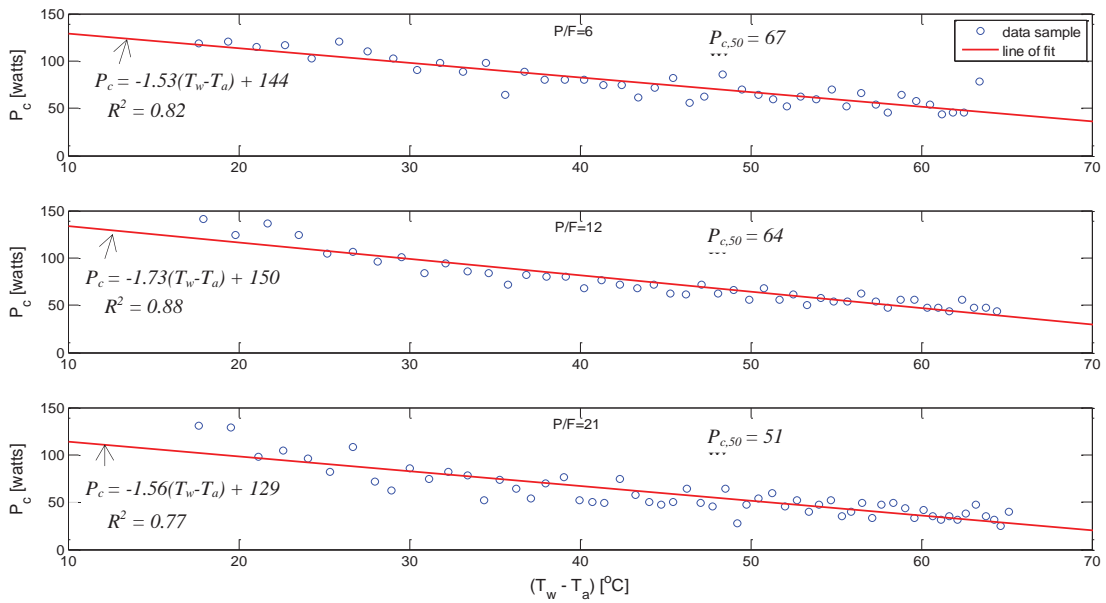 150
100
50
0
P_c [watts]
P/F=6
P_{c,50} = 67
data sample
line of fit
P_c = -1.53(T_w-T_a) + 144
R^2 = 0.82
10 20 30 40 50 60 70
150
100
50
0
P_c [watts]
P/F=12
P_{c,50} = 64
P_c = -1.73(T_w-T_a) + 150
R^2 = 0.88
10 20 30 40 50 60 70
150
100
50
0
P_c [watts]
P/F=21
P_{c,50} = 51
P_c = -1.56(T_w-T_a) + 129
R^2 = 0.77
10 20 30 40 50 60 70
(T_w - T_a) [°C]